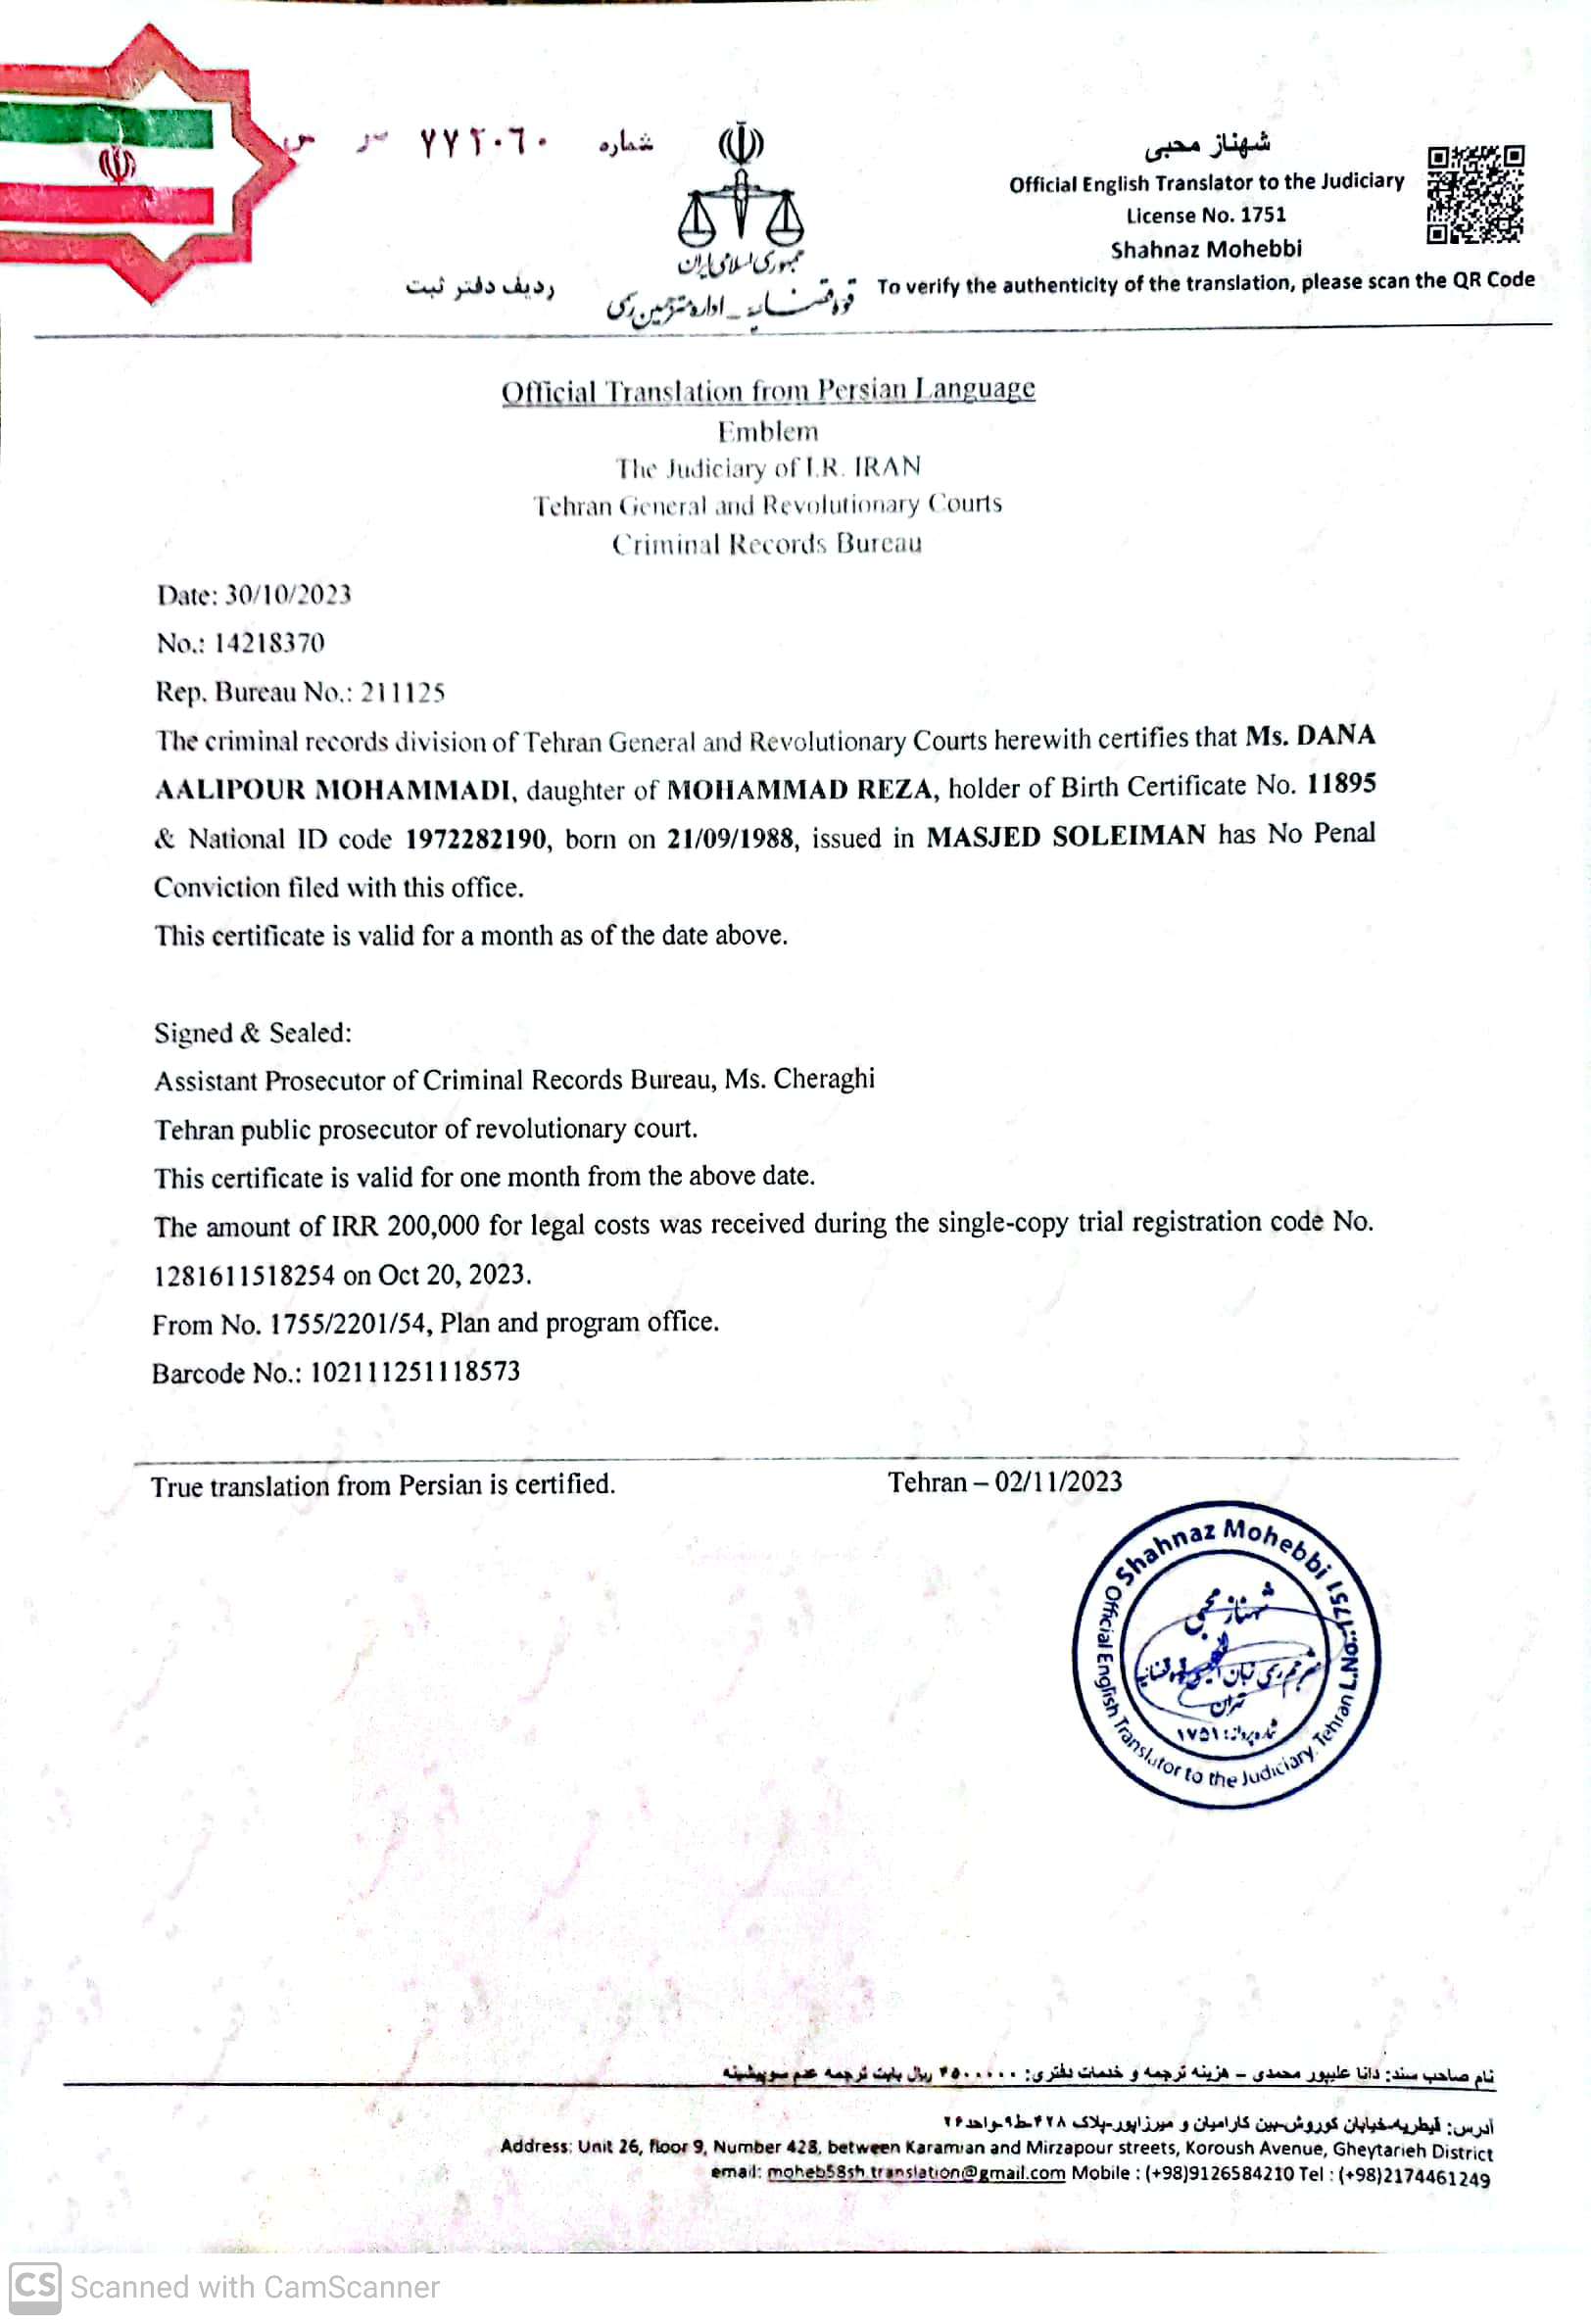 شماره ۷۷۲۰۶۰
جمهوری اسلامی ایران
قوه قضائیه - اداره مترجمین رسمی
ردیف دفتر ثبت
شهناز محبی
Official English Translator to the Judiciary
License No. 1751
Shahnaz Mohebbi
To verify the authenticity of the translation, please scan the QR Code
Official Translation from Persian Language
Emblem
The Judiciary of I.R. IRAN
Tehran General and Revolutionary Courts
Criminal Records Bureau
Date: 30/10/2023
No.: 14218370
Rep. Bureau No.: 211125
The criminal records division of Tehran General and Revolutionary Courts herewith certifies that Ms. DANA
AALIPOUR MOHAMMADI, daughter of MOHAMMAD REZA, holder of Birth Certificate No. 11895
& National ID code 1972282190, born on 21/09/1988, issued in MASJED SOLEIMAN has No Penal
Conviction filed with this office.
This certificate is valid for a month as of the date above.
Signed & Sealed:
Assistant Prosecutor of Criminal Records Bureau, Ms. Cheraghi
Tehran public prosecutor of revolutionary court.
This certificate is valid for one month from the above date.
The amount of IRR 200,000 for legal costs was received during the single-copy trial registration code No.
1281611518254 on Oct 20, 2023.
From No. 1755/2201/54, Plan and program office.
Barcode No.: 102111251118573
True translation from Persian is certified. Tehran – 02/11/2023
Shahnaz Mohebbi
Official English Translator to the Judiciary, Tehran L.No.:1751
شهناز محبی
تهران
شماره پروانه: ۱۷۵۱
نام صاحب سند: دانا علیپور محمدی – هزینه ترجمه و خدمات دفتری: ۲۵۰۰۰۰۰ ریال بابت ترجمه عدم سوپیشینه
آدرس: قیطریه-خیابان کوروش-بین کارامیان و میرزاپور-پلاک ۴۲۸-ط۹-واحد۲۶
Address: Unit 26, floor 9, Number 428, between Karamian and Mirzapour streets, Koroush Avenue, Gheytarieh District
email: moheb58sh.translation@gmail.com Mobile : (+98)9126584210 Tel : (+98)2174461249
CS Scanned with CamScanner